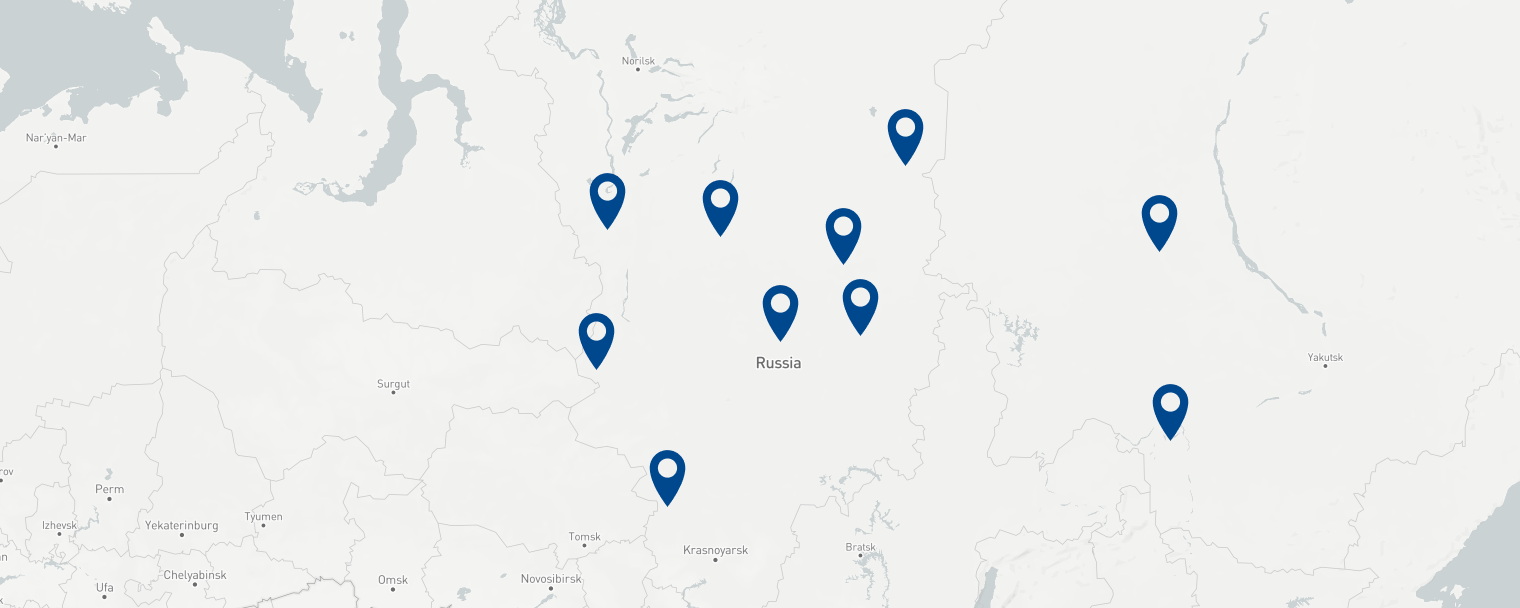 Norilsk
Nar'yan-Mar
Russia
Yakutsk
Surgut
rov
Perm
Izhevsk
Yekaterinburg
Tyumen
Tomsk
Krasnoyarsk
Bratsk
an
Chelyabinsk
Omsk
Novosibirsk
Ufa
k